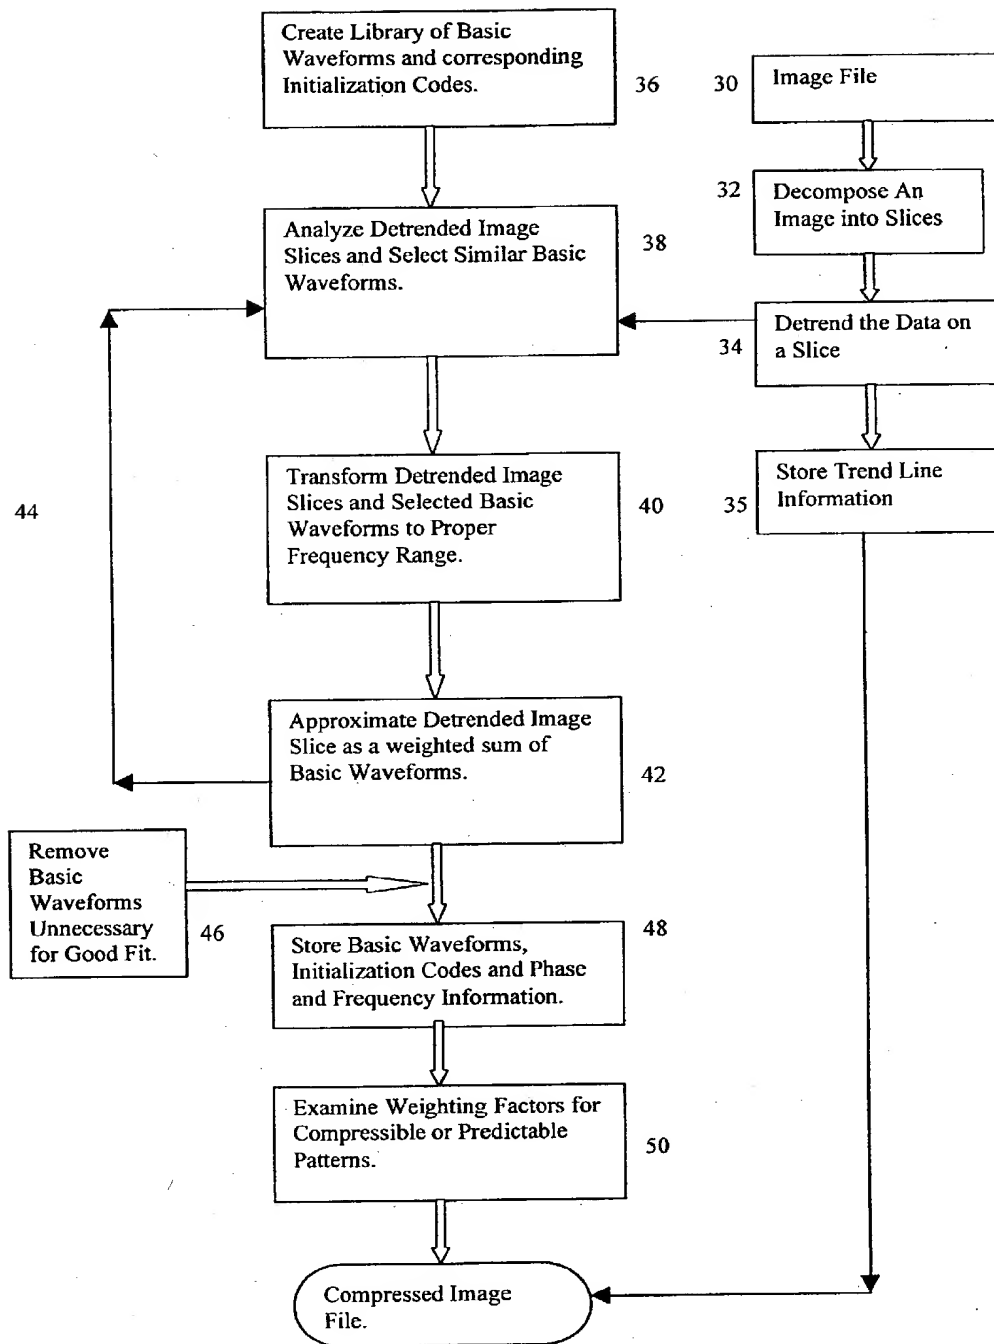 Create Library of Basic
Waveforms and corresponding
Initialization Codes.
36
30
Image File
32
Decompose An
Image into Slices
Analyze Detrended Image
Slices and Select Similar Basic
Waveforms.
38
Detrend the Data on
a Slice
34
Transform Detrended Image
Slices and Selected Basic
Waveforms to Proper
Frequency Range.
40
Store Trend Line
Information
35
44
Approximate Detrended Image
Slice as a weighted sum of
Basic Waveforms.
42
Remove
Basic
Waveforms
Unnecessary
for Good Fit.
46
Store Basic Waveforms,
Initialization Codes and Phase
and Frequency Information.
48
Examine Weighting Factors for
Compressible or Predictable
Patterns.
50
Compressed Image
File.